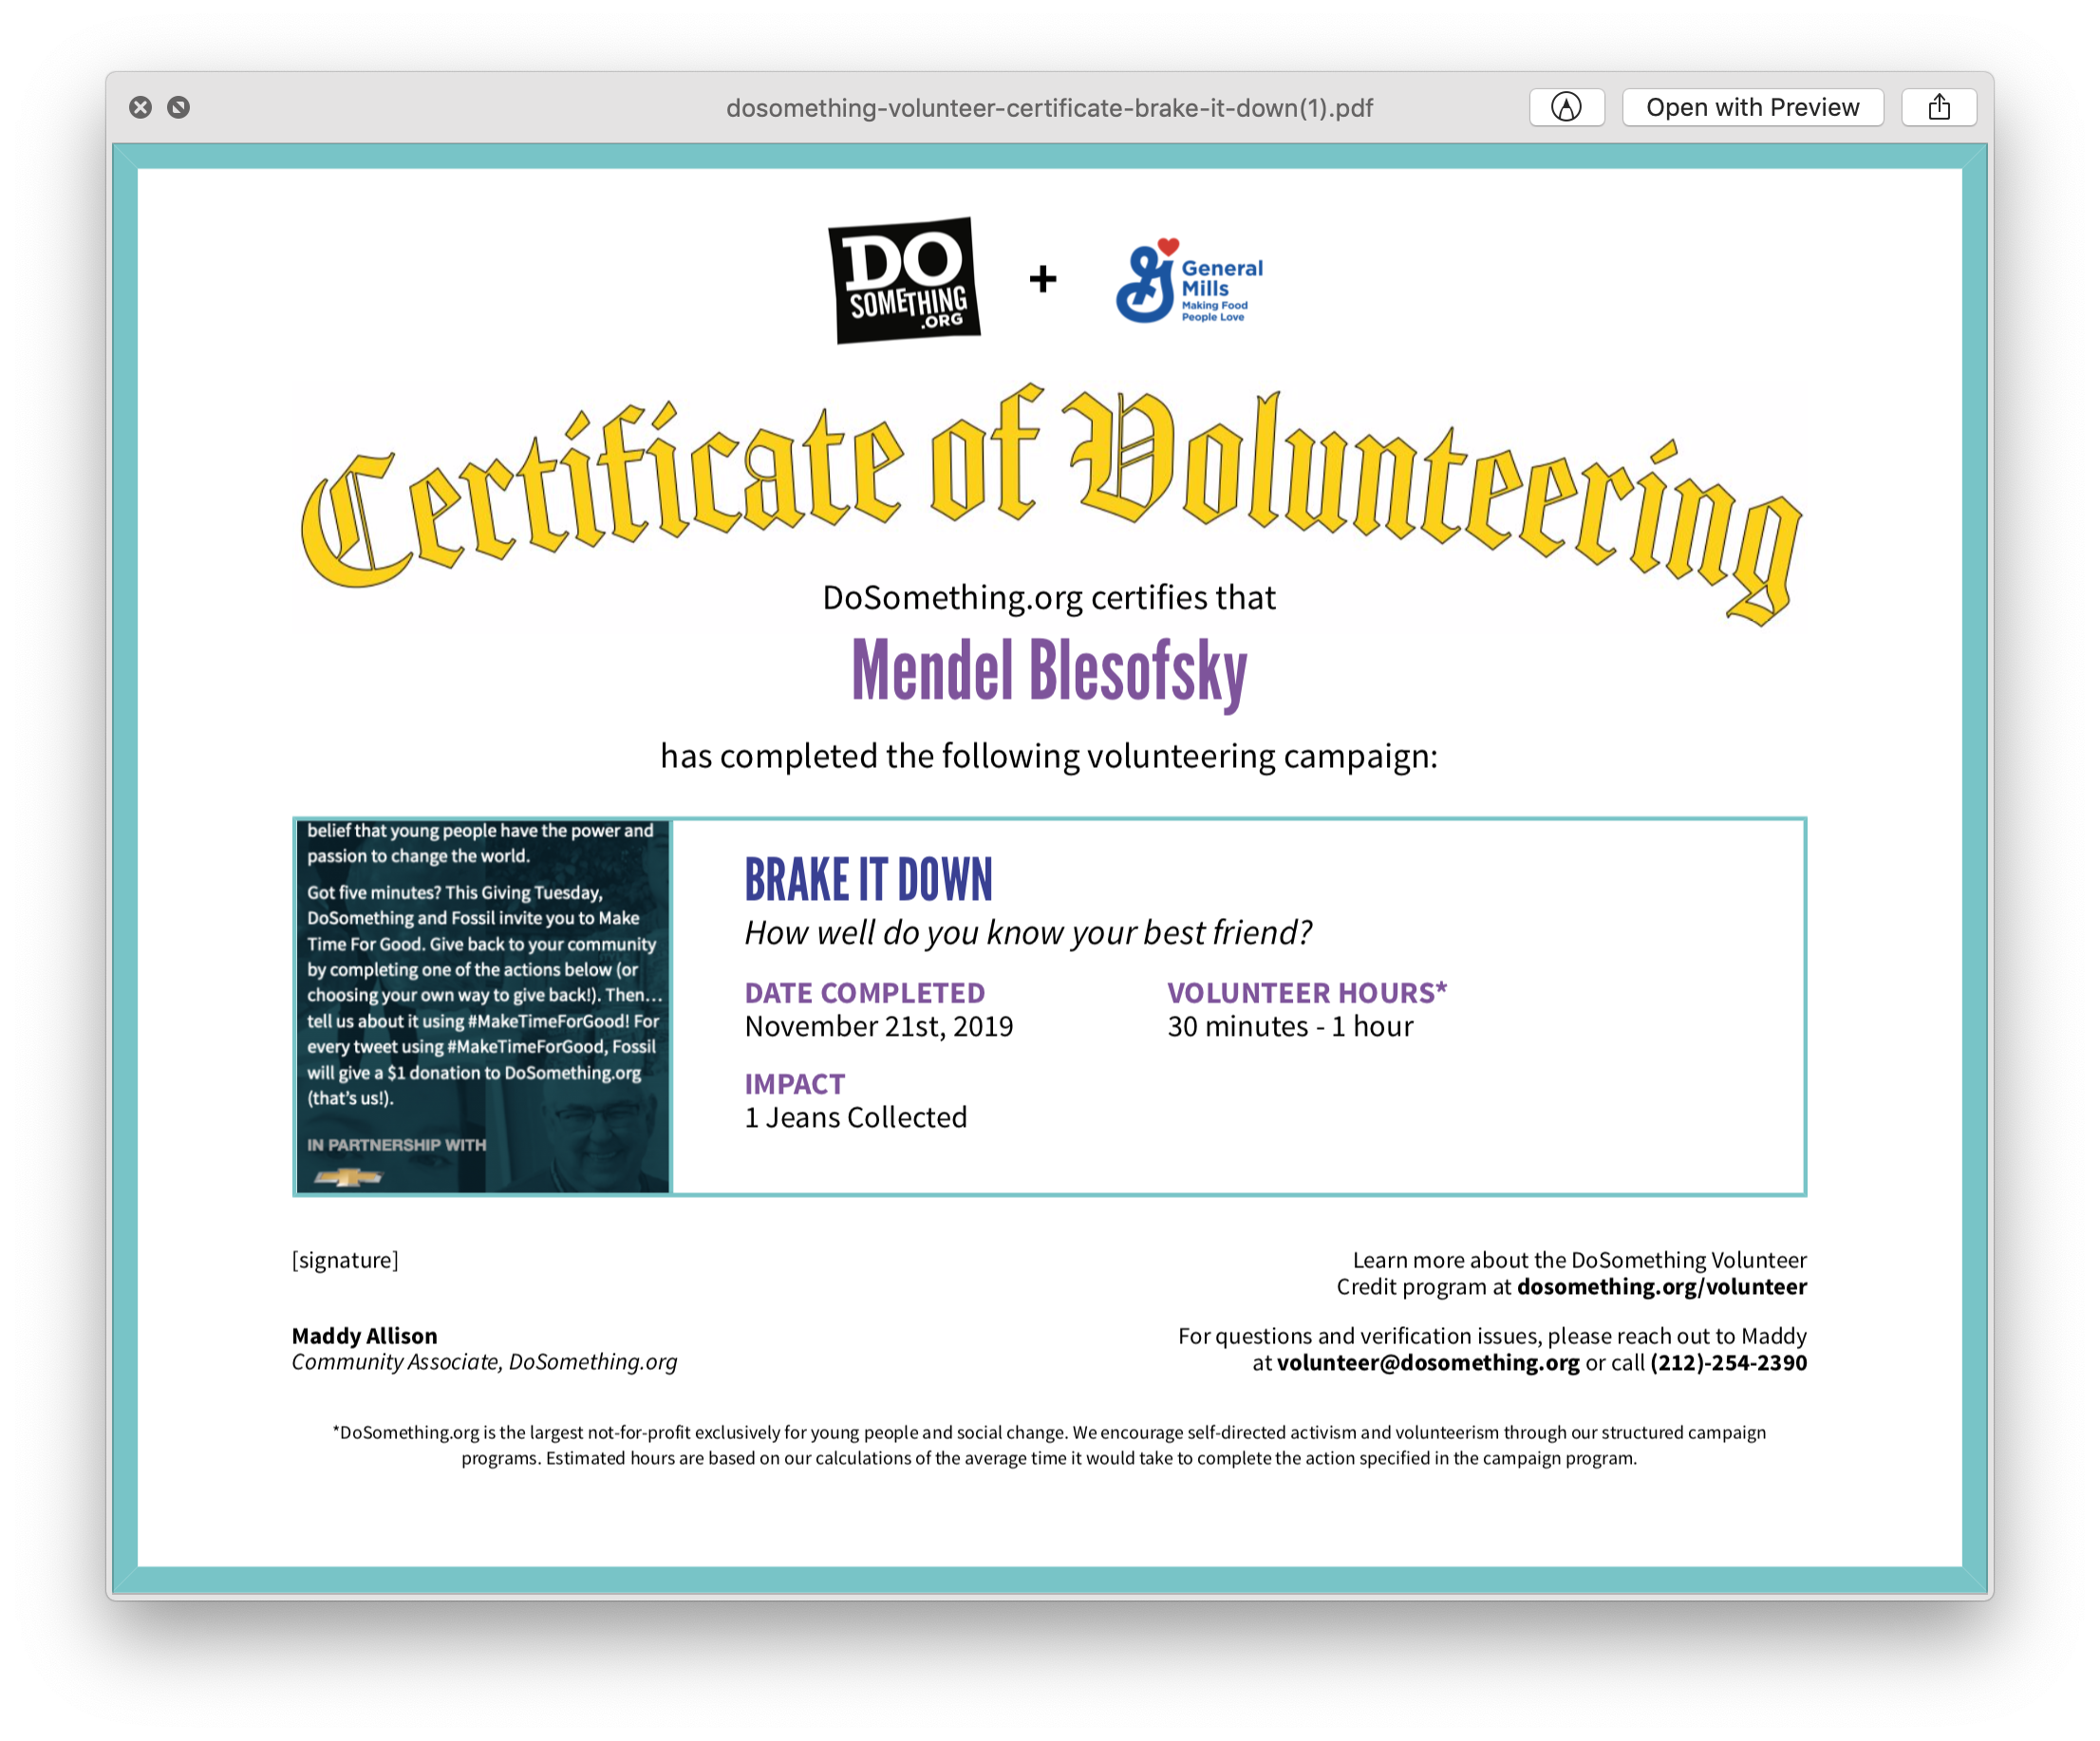 dosomething-volunteer-certificate-brake-it-down(1).pdf
Open with Preview
DO
SOMETHING
.ORG
+
General
Mills
Making Food
People Love
Certificate of Volunteering
DoSomething.org certifies that
Mendel Blesofsky
has completed the following volunteering campaign:
belief that young people have the power and
passion to change the world.
Got five minutes? This Giving Tuesday,
DoSomething and Fossil invite you to Make
Time For Good. Give back to your community
by completing one of the actions below (or
choosing your own way to give back!). Then...
tell us about it using #MakeTimeForGood! For
every tweet using #MakeTimeForGood, Fossil
will give a $1 donation to DoSomething.org
(that's us!).
IN PARTNERSHIP WITH
BRAKE IT DOWN
How well do you know your best friend?
DATE COMPLETED
November 21st, 2019
VOLUNTEER HOURS*
30 minutes - 1 hour
IMPACT
1 Jeans Collected
[signature]
Maddy Allison
Community Associate, DoSomething.org
Learn more about the DoSomething Volunteer
Credit program at dosomething.org/volunteer
For questions and verification issues, please reach out to Maddy
at volunteer@dosomething.org or call (212)-254-2390
*DoSomething.org is the largest not-for-profit exclusively for young people and social change. We encourage self-directed activism and volunteerism through our structured campaign
programs. Estimated hours are based on our calculations of the average time it would take to complete the action specified in the campaign program.